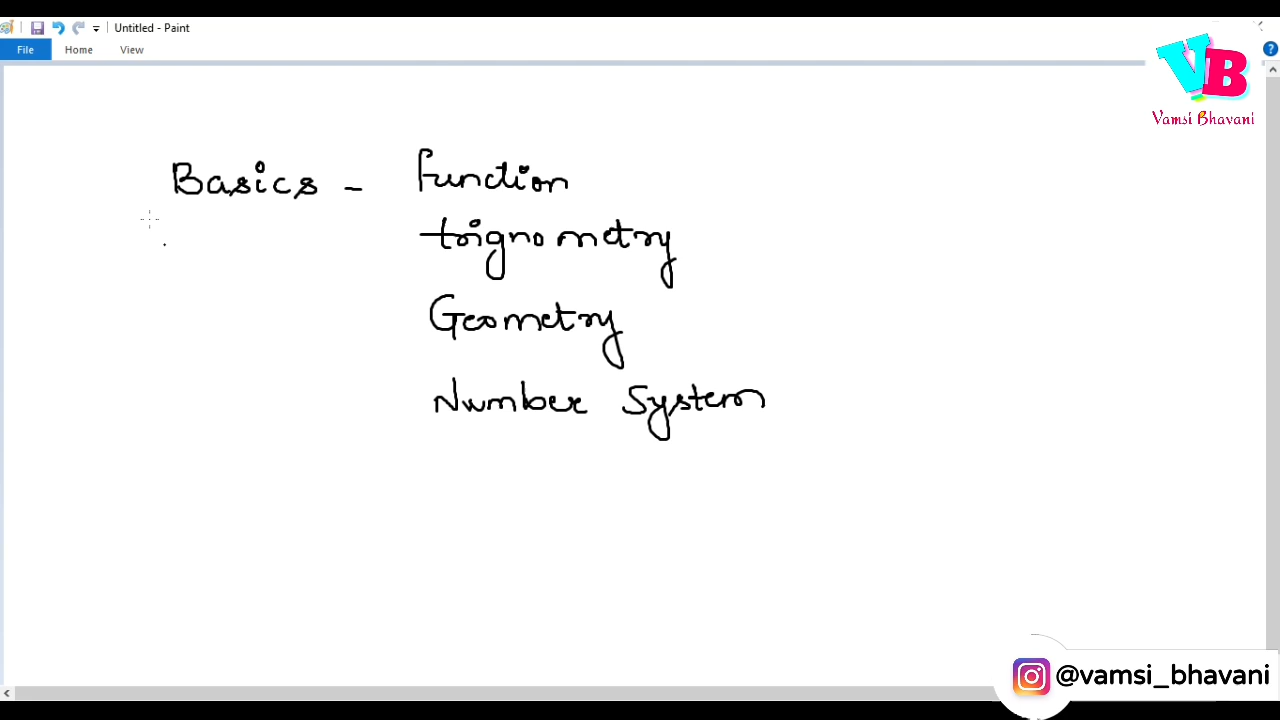 Untitled - Paint
File Home View
VB
Vamsi Bhavani
Basics - function
trignometry
Geometry
Number System
@vamsi_bhavani